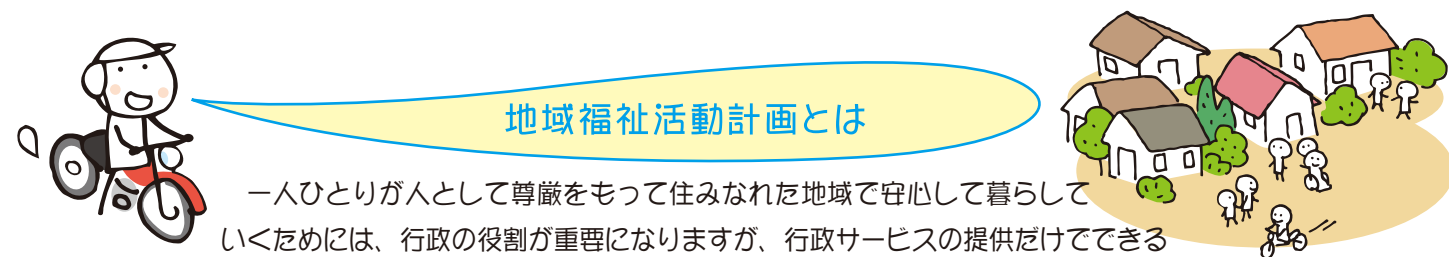 地域福祉活動計画とは
一人ひとりが人として尊厳をもって住みなれた地域で安心して暮らして
いくためには、行政の役割が重要になりますが、行政サービスの提供だけでできる